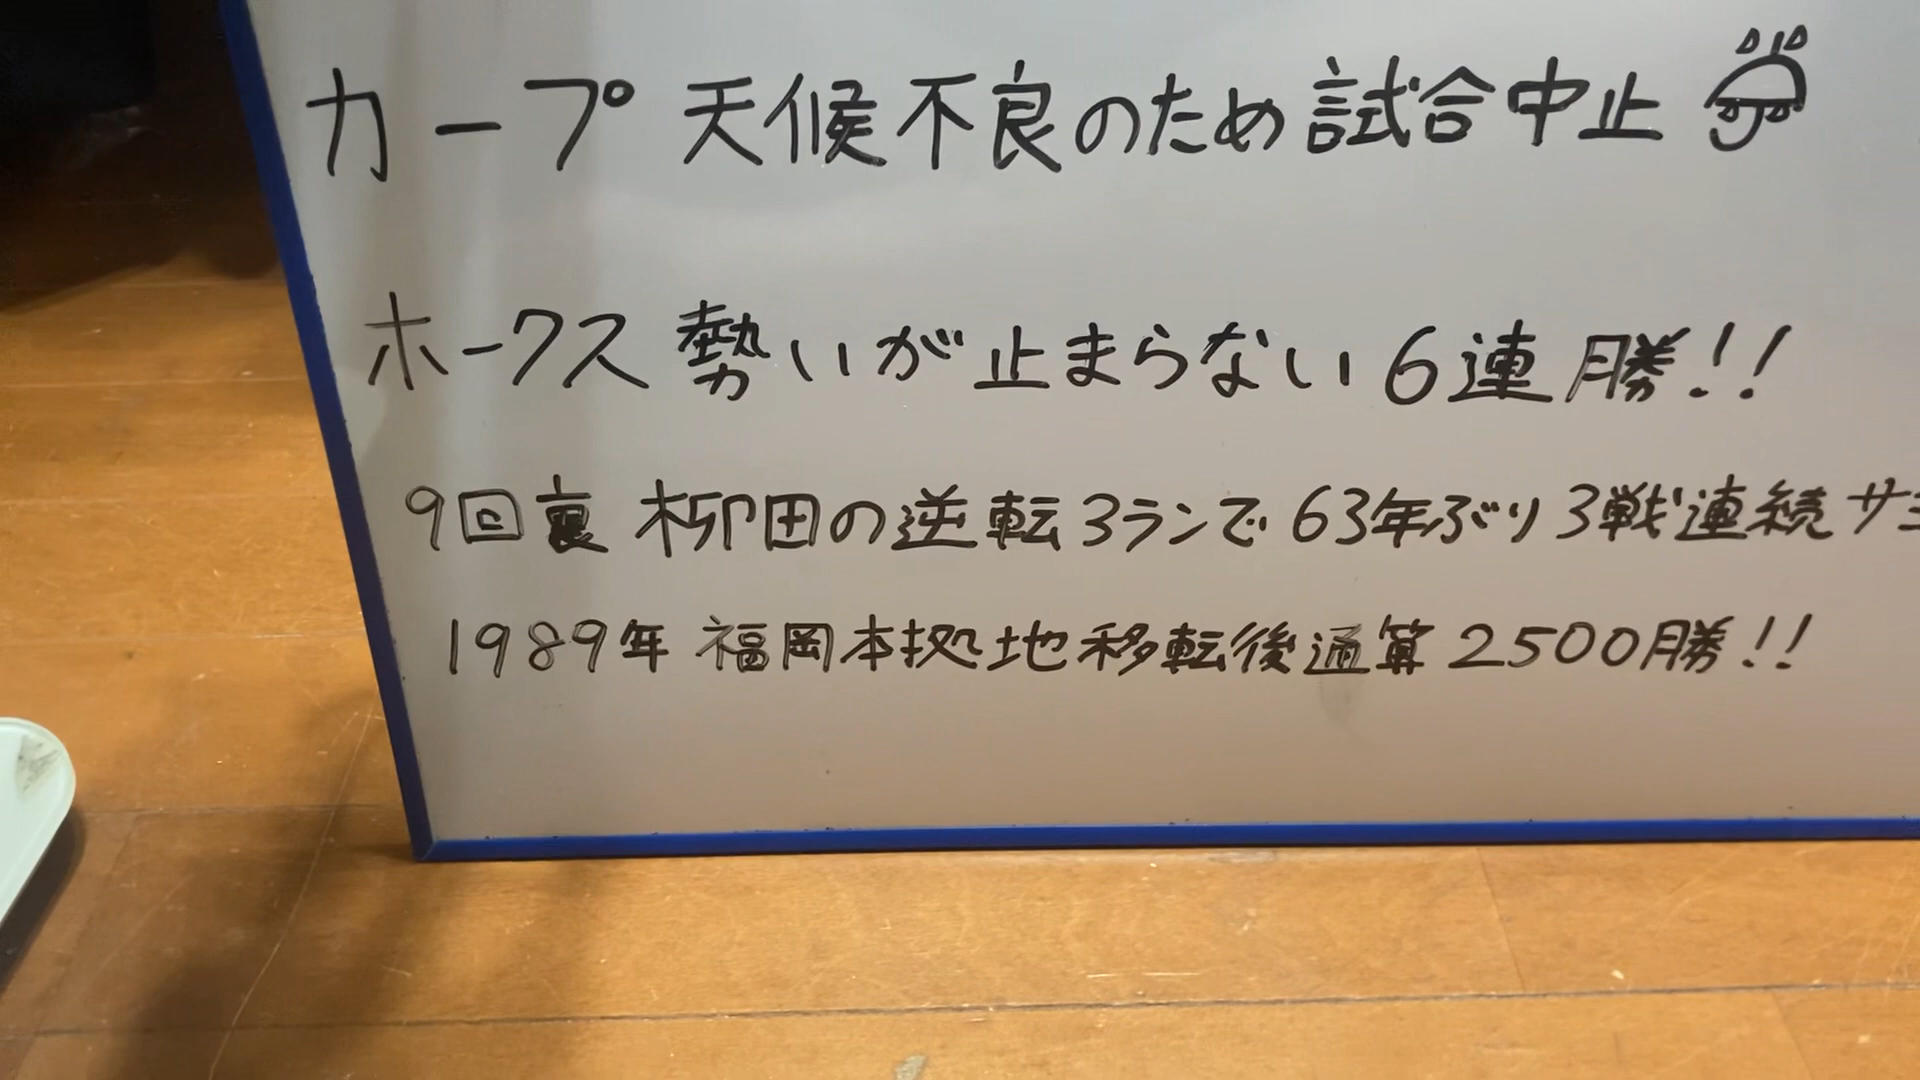 カープ 天候不良のため試合中止
ホークス 勢いが止まらない 6連勝!!
9回裏 柳田の逆転3ランで 63年ぶり 3戦連続サ
1989年 福岡本拠地移転後通算2500勝!!